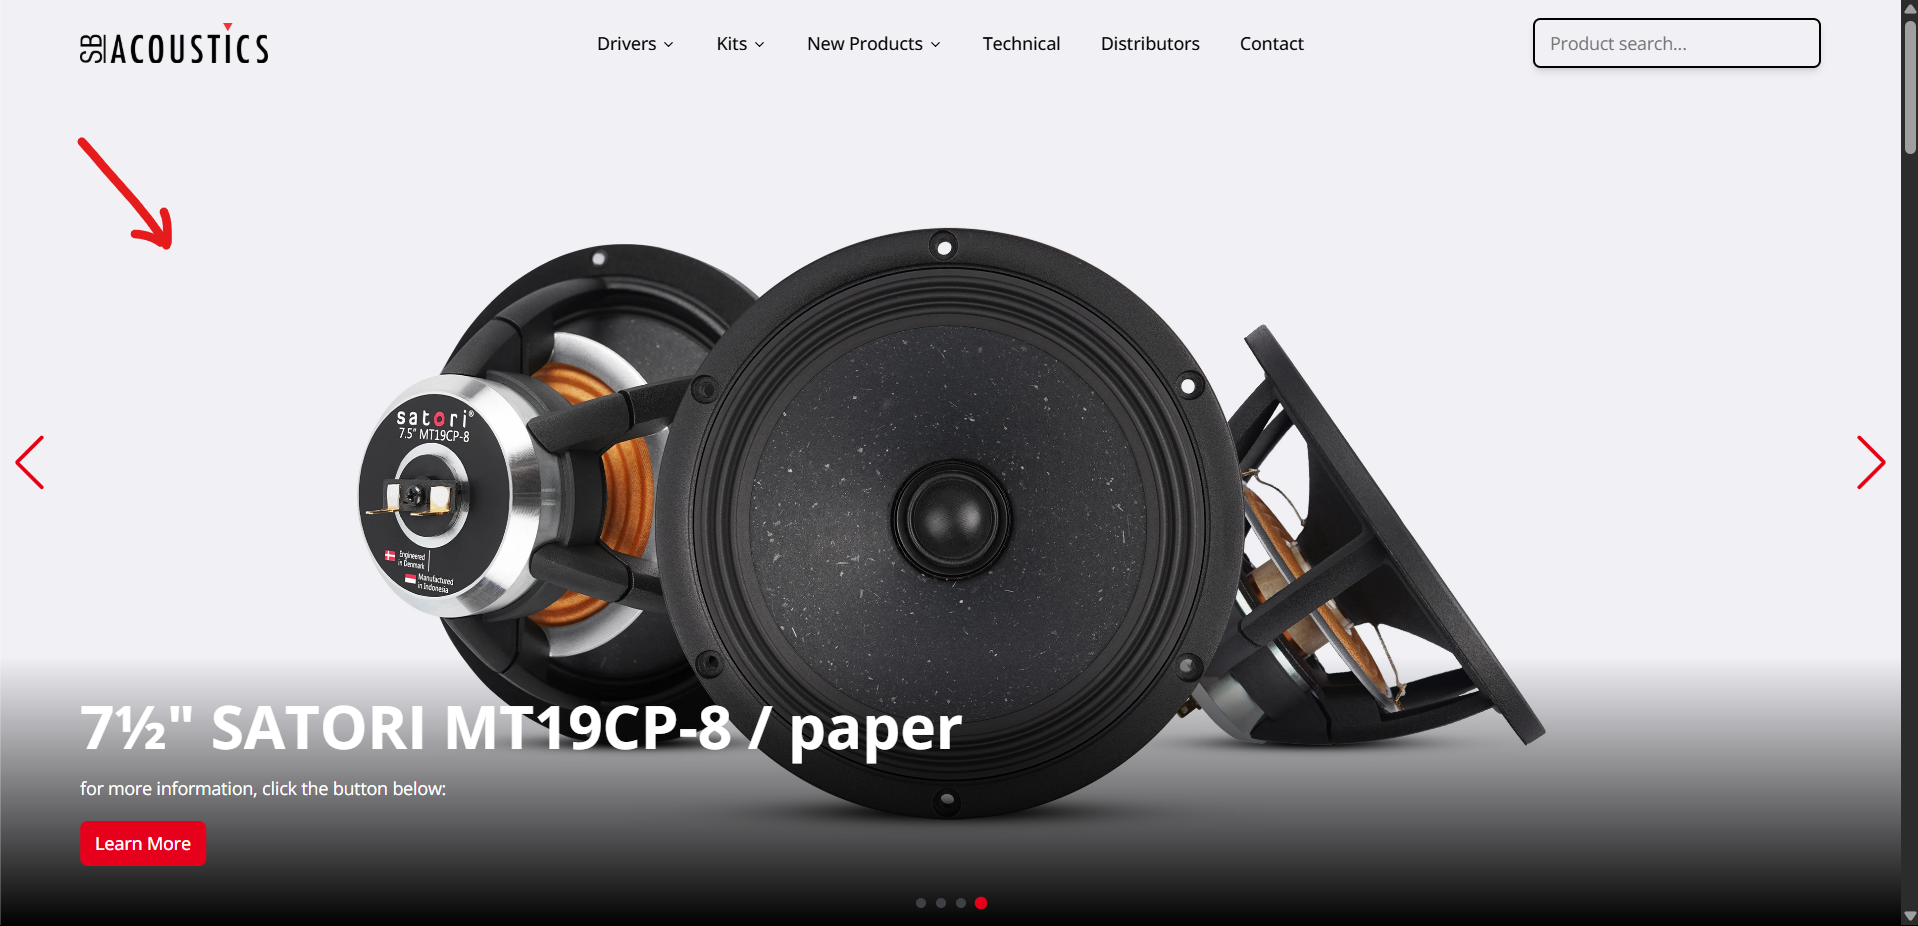 SB ACOUSTICS
Drivers
Kits
New Products
Technical
Distributors
Contact
Product search...
satori®
7.5" MT19CP-8
Engineered
in Denmark
Manufactured
in Indonesia
7½" SATORI MT19CP-8 / paper
for more information, click the button below:
Learn More